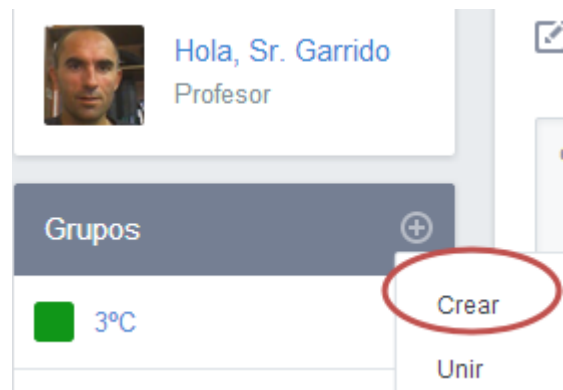 Hola, Sr. Garrido
Profesor
Grupos
3ºC
Crear
Unir